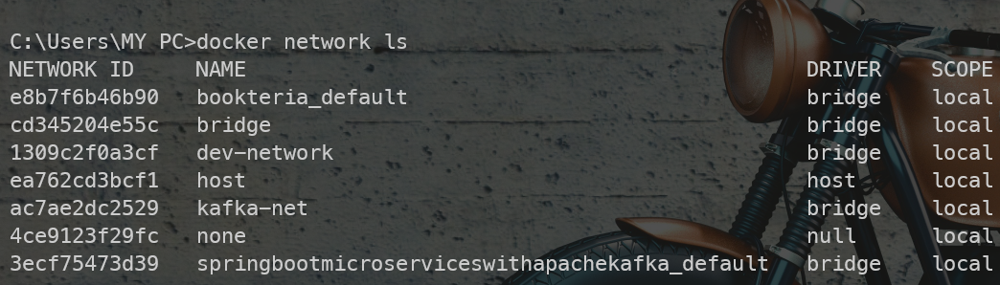 C:\Users\MY PC>docker network ls
NETWORK ID     NAME                                           DRIVER    SCOPE
e8b7f6b46b90   bookteria_default                              bridge    local
cd345204e55c   bridge                                         bridge    local
1309c2f0a3cf   dev-network                                    bridge    local
ea762cd3bcf1   host                                           host      local
ac7ae2dc2529   kafka-net                                      bridge    local
4ce9123f29fc   none                                           null      local
3ecf75473d39   springbootmicroserviceswithapachekafka_default   bridge    local